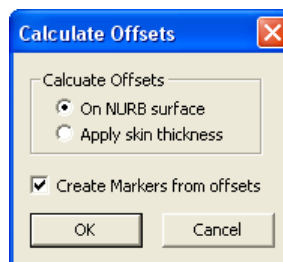 Calculate Offsets
Calcuate Offsets
On NURB surface
Apply skin thickness
Create Markers from offsets
OK Cancel